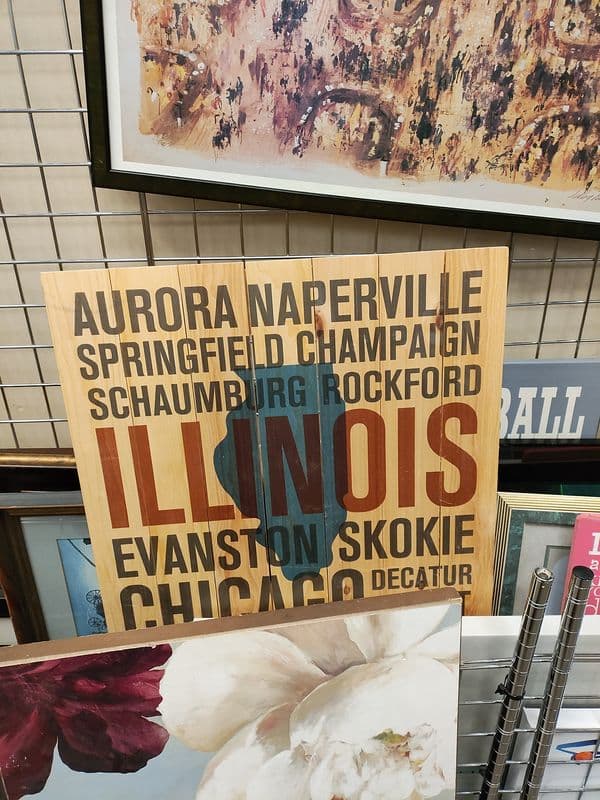 AURORA NAPERVILLE
SPRINGFIELD CHAMPAIGN
SCHAUMBURG ROCKFORD
ILLINOIS
EVANSTON SKOKIE
CHICAGO DECATUR
BALL